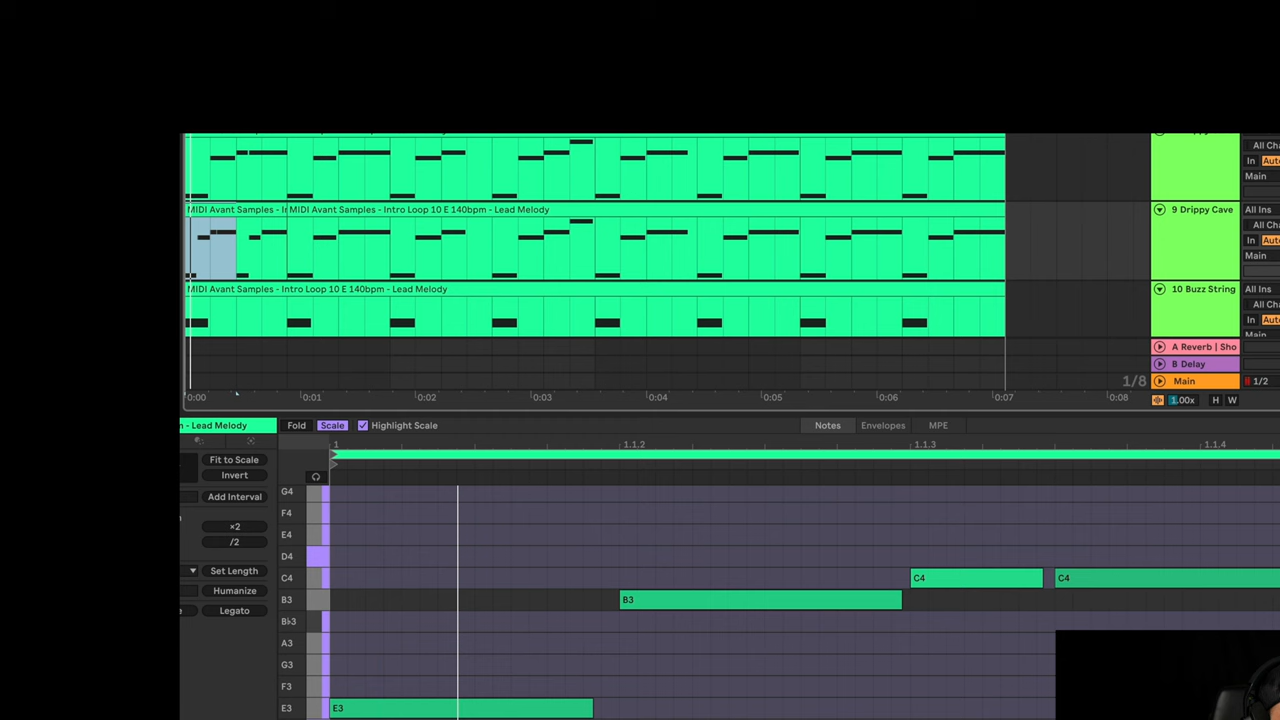 All Cha
In Auto
Main
MIDI Avant Samples - I MIDI Avant Samples - Intro Loop 10 E 140bpm - Lead Melody
9 Drippy Cave All Ins
All Cha
In Auto
Main
MIDI Avant Samples - Intro Loop 10 E 140bpm - Lead Melody
10 Buzz String All Ins
All Cha
In Auto
A Reverb | Sho
B Delay
1/8 Main 1/2
0:00 0:01 0:02 0:03 0:04 0:05 0:06 0:07 0:08 1.00x H W
n - Lead Melody Fold Scale Highlight Scale Notes Envelopes MPE
1 1.1.2 1.1.3 1.1.4
Fit to Scale
Invert
Add Interval
×2
/2
Set Length
Humanize
Legato
G4
F4
E4
D4
C4 C4 C4
B3 B3
B♭3
A3
G3
F3
E3 E3